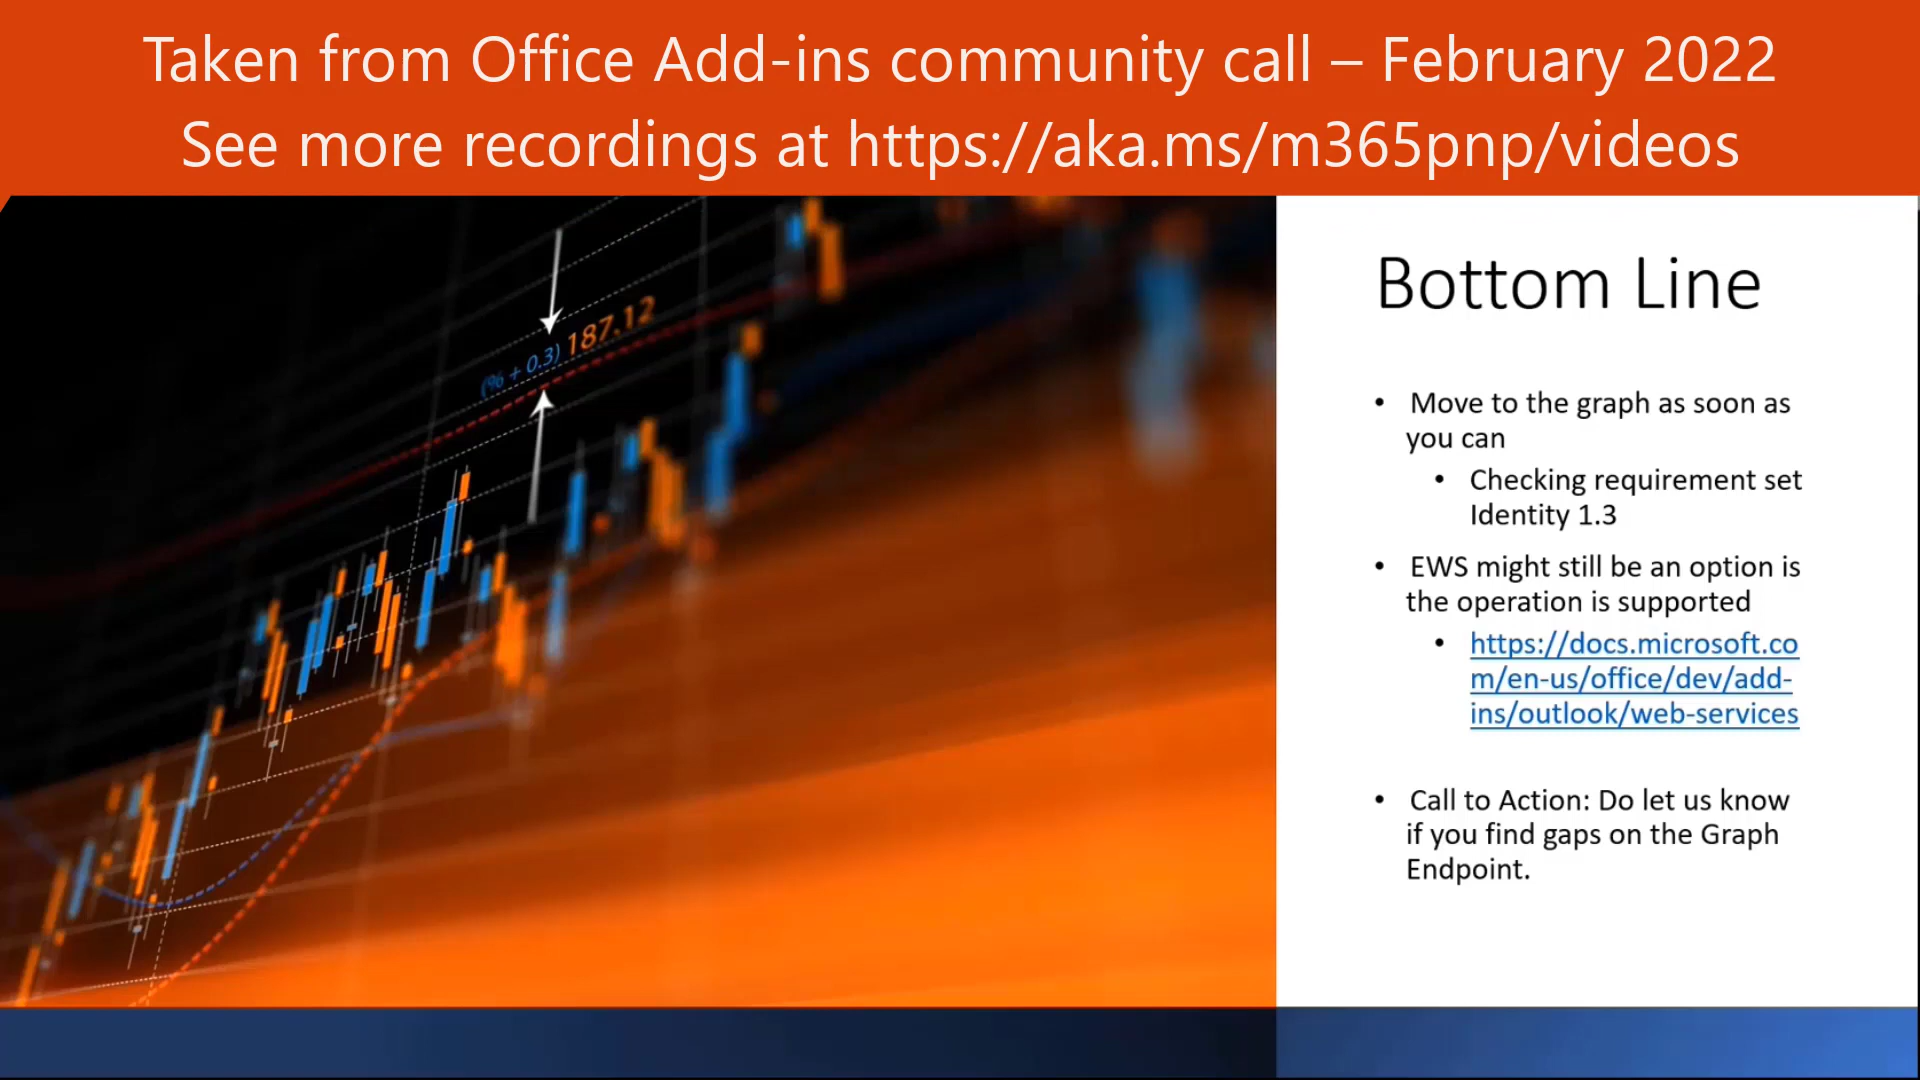 Taken from Office Add-ins community call – February 2022
See more recordings at https://aka.ms/m365pnp/videos
(% + 0.3) 187.12
Bottom Line
• Move to the graph as soon as
you can
• Checking requirement set
Identity 1.3
• EWS might still be an option is
the operation is supported
• https://docs.microsoft.co
m/en-us/office/dev/add-
ins/outlook/web-services
• Call to Action: Do let us know
if you find gaps on the Graph
Endpoint.